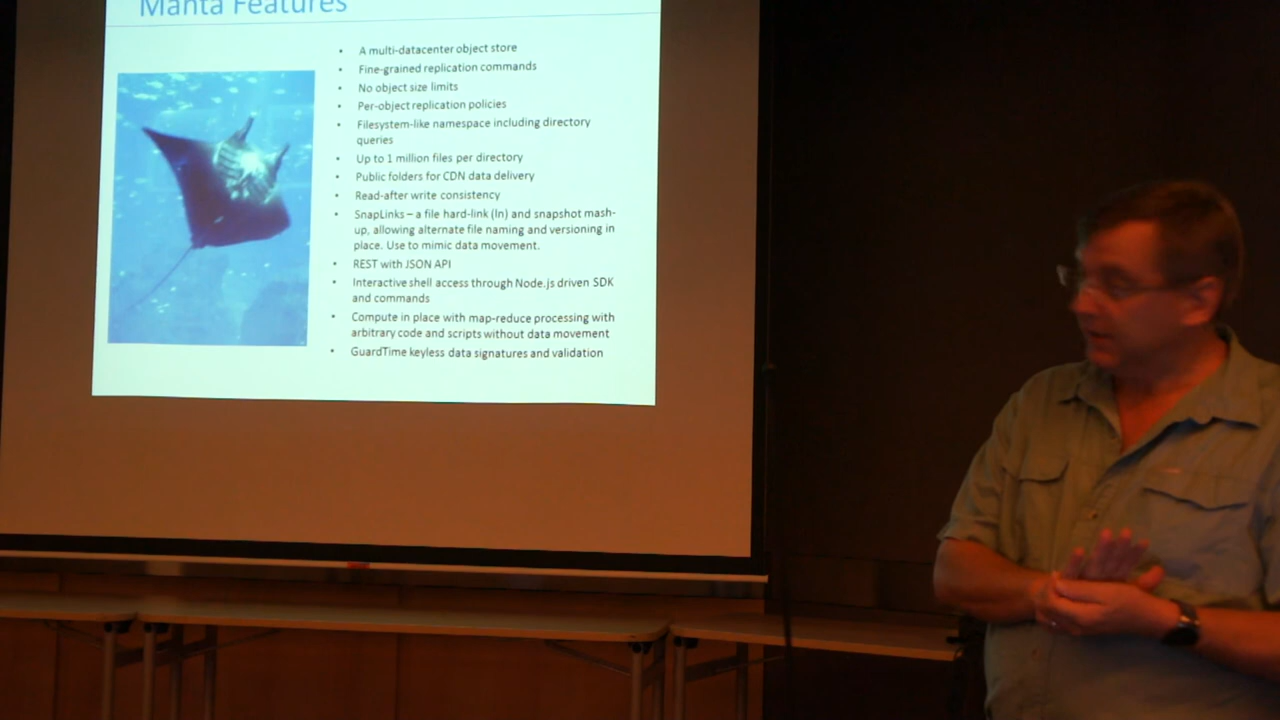 Manta Features
• A multi-datacenter object store
• Fine-grained replication commands
• No object size limits
• Per-object replication policies
• Filesystem-like namespace including directory
queries
• Up to 1 million files per directory
• Public folders for CDN data delivery
• Read-after write consistency
• SnapLinks – a file hard-link (ln) and snapshot mash-
up, allowing alternate file naming and versioning in
place. Use to mimic data movement.
• REST with JSON API
• Interactive shell access through Node.js driven SDK
and commands
• Compute in place with map-reduce processing with
arbitrary code and scripts without data movement
• GuardTime keyless data signatures and validation